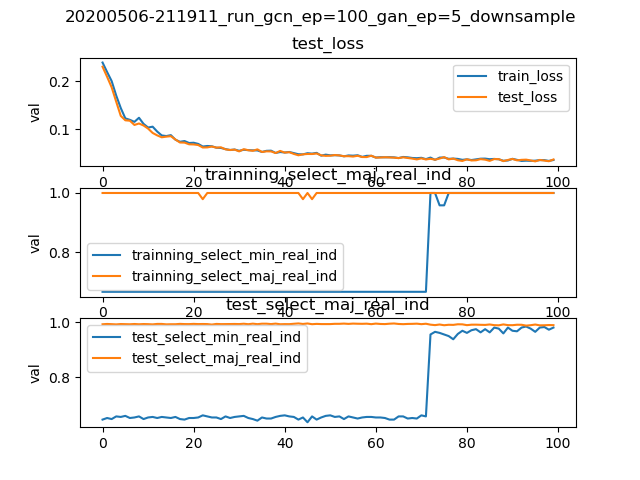 20200506-211911_run_gcn_ep=100_gan_ep=5_downsample
test_loss
train_loss
test_loss
val
0.2
0.1
0 20 40 60 80 100
trainning_select_maj_real_ind
1.0
0.8
val
trainning_select_min_real_ind
trainning_select_maj_real_ind
0 20 40 60 80 100
test_select_maj_real_ind
1.0
0.8
val
test_select_min_real_ind
test_select_maj_real_ind
0 20 40 60 80 100